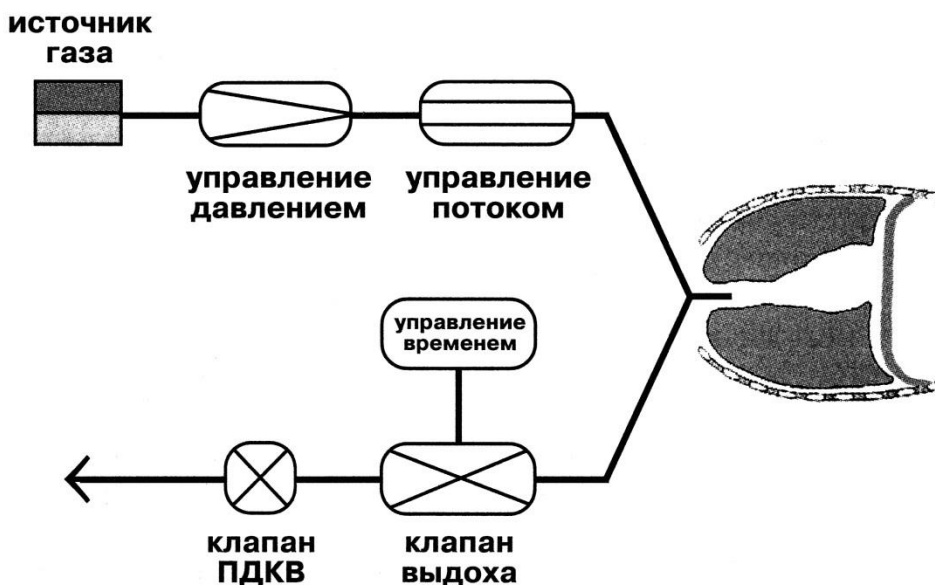 источник
газа
управление
давлением
управление
потоком
управление
временем
клапан
ПДКВ
клапан
выдоха